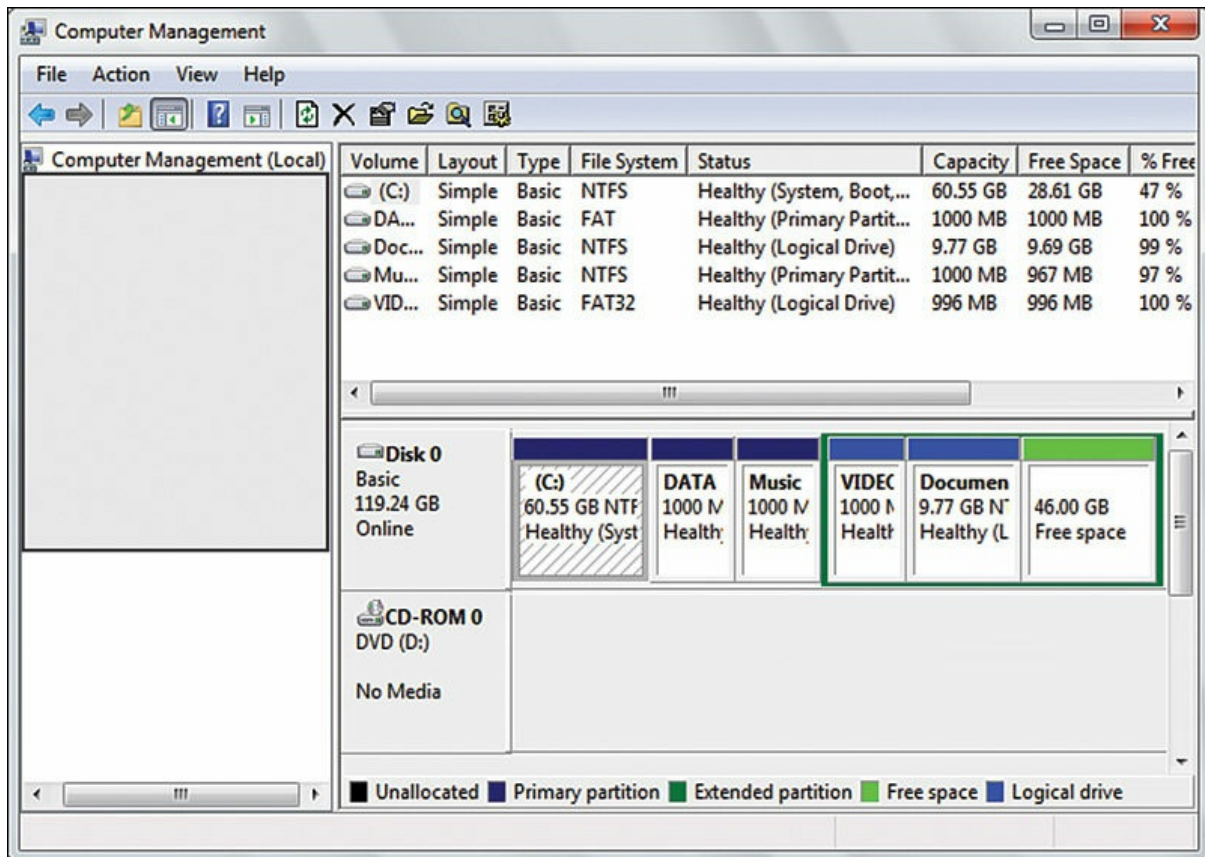 Computer Management
File Action View Help
Computer Management (Local)
Volume Layout Type File System Status Capacity Free Space % Free
(C:) Simple Basic NTFS Healthy (System, Boot,... 60.55 GB 28.61 GB 47 %
DA... Simple Basic FAT Healthy (Primary Partit... 1000 MB 1000 MB 100 %
Doc... Simple Basic NTFS Healthy (Logical Drive) 9.77 GB 9.69 GB 99 %
Mu... Simple Basic NTFS Healthy (Primary Partit... 1000 MB 967 MB 97 %
VID... Simple Basic FAT32 Healthy (Logical Drive) 996 MB 996 MB 100 %
Disk 0
Basic
119.24 GB
Online
(C:)
60.55 GB NTF
Healthy (Syst
DATA
1000 M
Health
Music
1000 M
Health
VIDEO
1000 M
Health
Documen
9.77 GB NT
Healthy (L
46.00 GB
Free space
CD-ROM 0
DVD (D:)
No Media
Unallocated Primary partition Extended partition Free space Logical drive